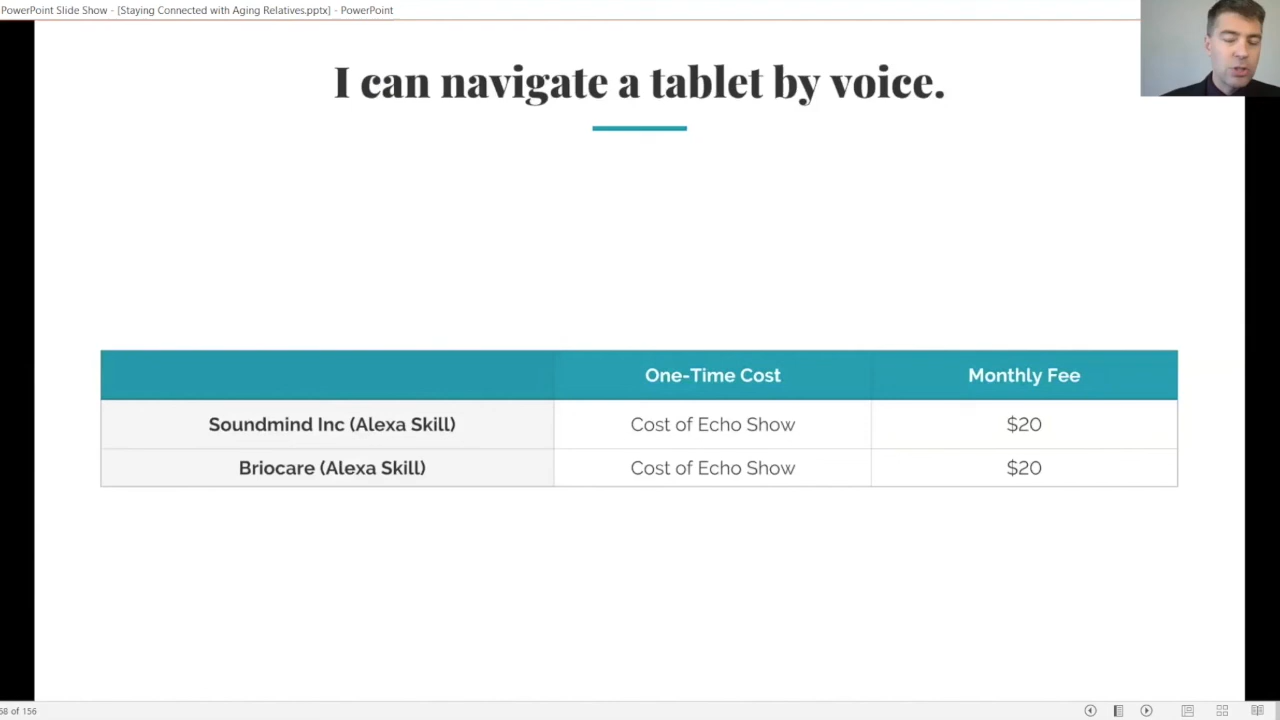 PowerPoint Slide Show - [Staying Connected with Aging Relatives.pptx] - PowerPoint
I can navigate a tablet by voice.
One-Time Cost Monthly Fee
Soundmind Inc (Alexa Skill) Cost of Echo Show $20
Briocare (Alexa Skill) Cost of Echo Show $20
68 of 156